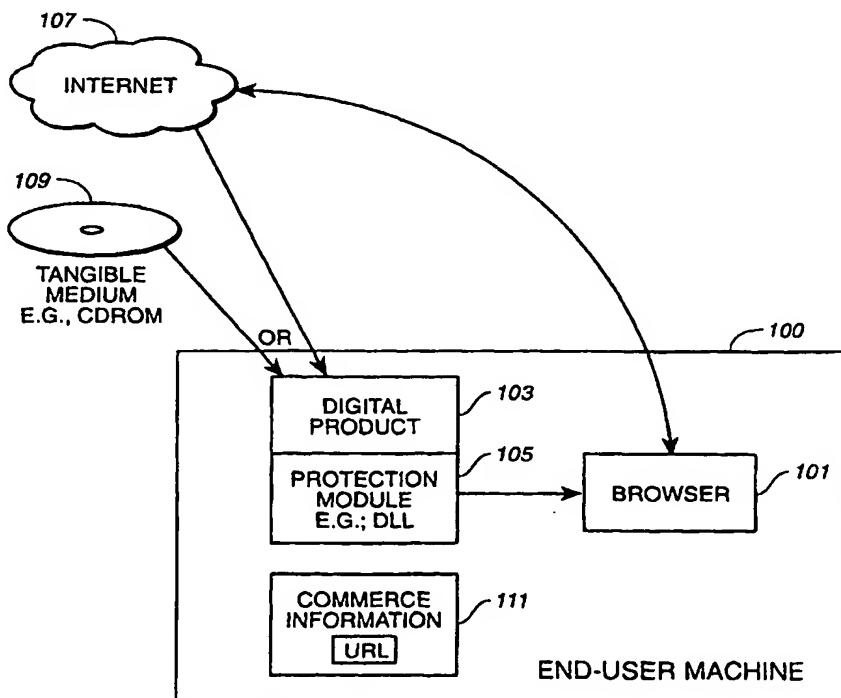 107
INTERNET
109
TANGIBLE
MEDIUM
E.G., CDROM
OR
100
DIGITAL
PRODUCT
103
PROTECTION
MODULE
E.G.; DLL
105
BROWSER
101
COMMERCE
INFORMATION
URL
111
END-USER MACHINE